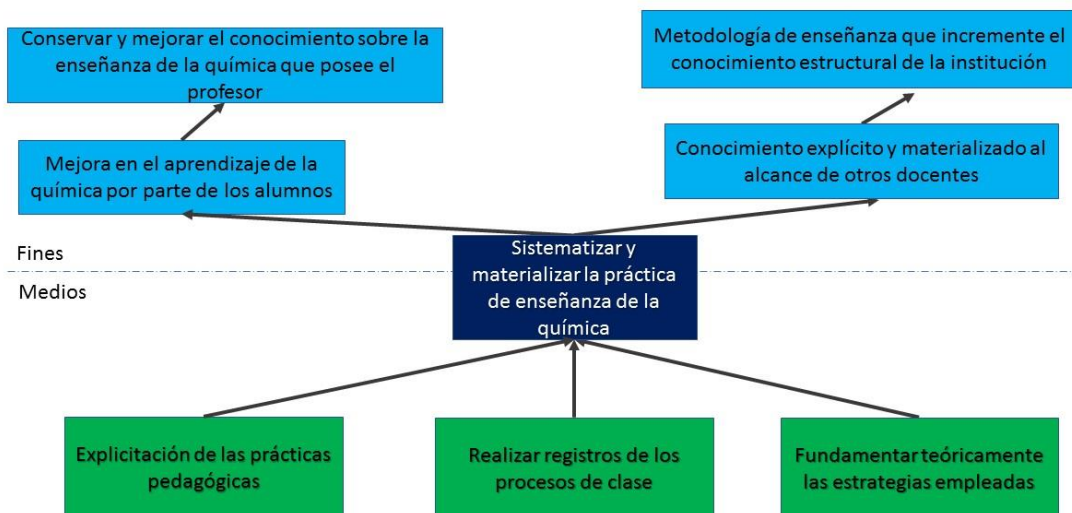 Conservar y mejorar el conocimiento sobre la
enseñanza de la química que posee el
profesor
Metodología de enseñanza que incremente el
conocimiento estructural de la institución
Mejora en el aprendizaje de la
química por parte de los alumnos
Conocimiento explícito y materializado al
alcance de otros docentes
Fines
Medios
Sistematizar y
materializar la práctica
de enseñanza de la
química
Explicitación de las prácticas
pedagógicas
Realizar registros de los
procesos de clase
Fundamentar teóricamente
las estrategias empleadas